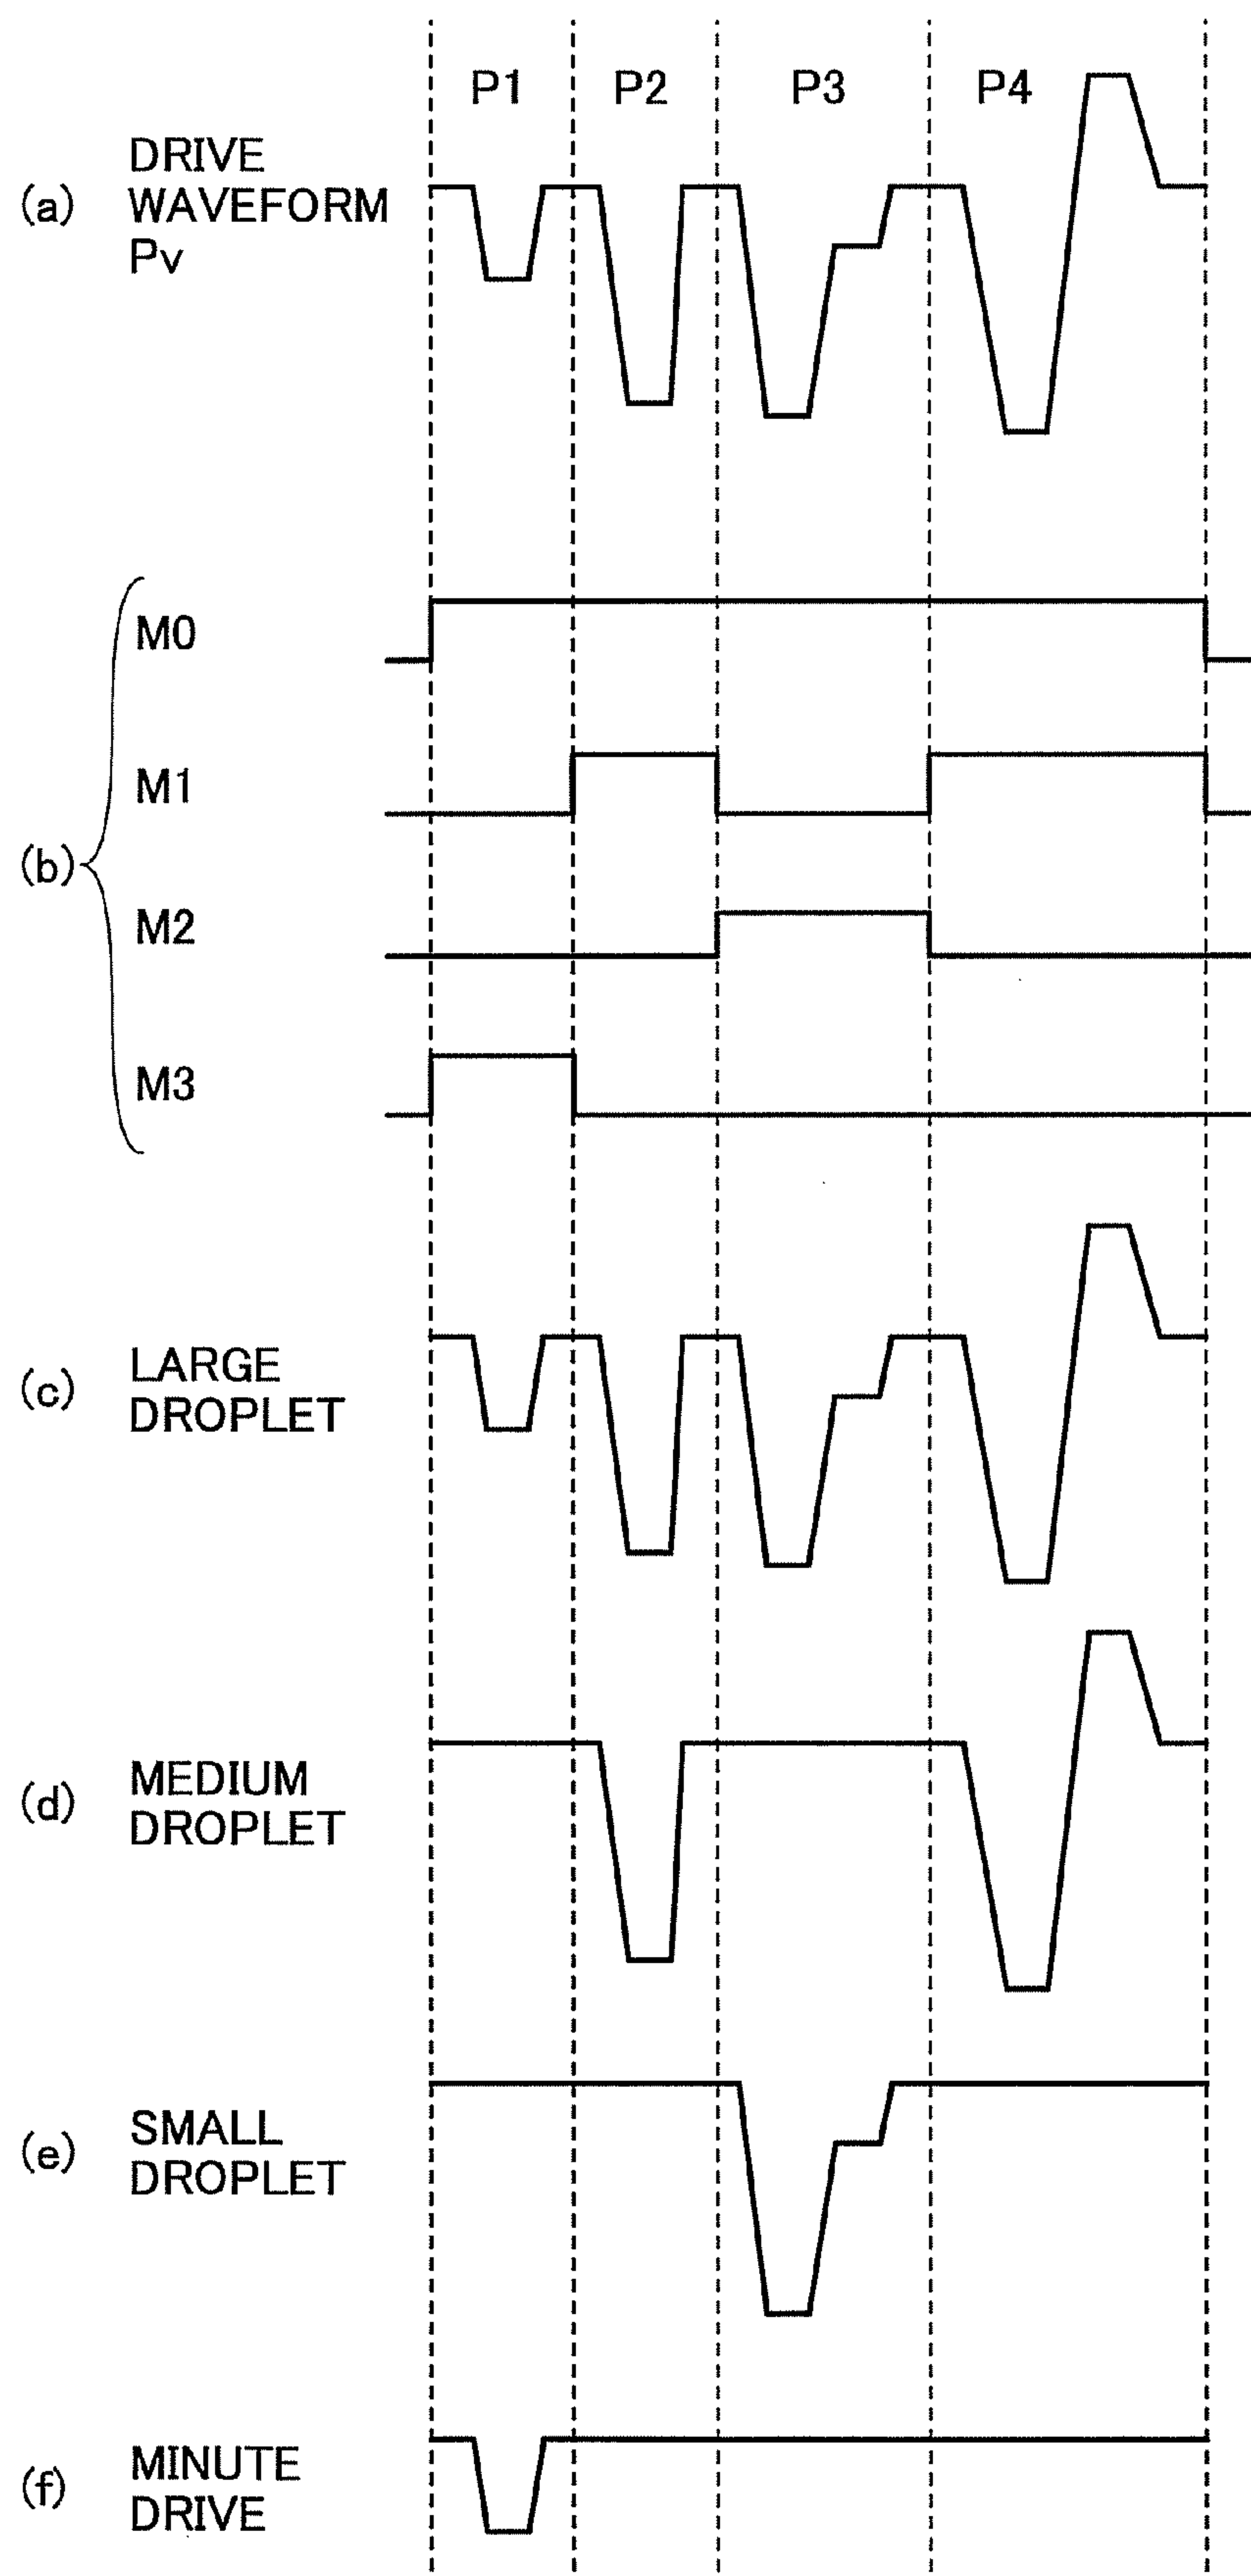 P1 P2 P3 P4
(a) DRIVE
WAVEFORM
Pv
(b)
M0
M1
M2
M3
(c) LARGE
DROPLET
(d) MEDIUM
DROPLET
(e) SMALL
DROPLET
(f) MINUTE
DRIVE